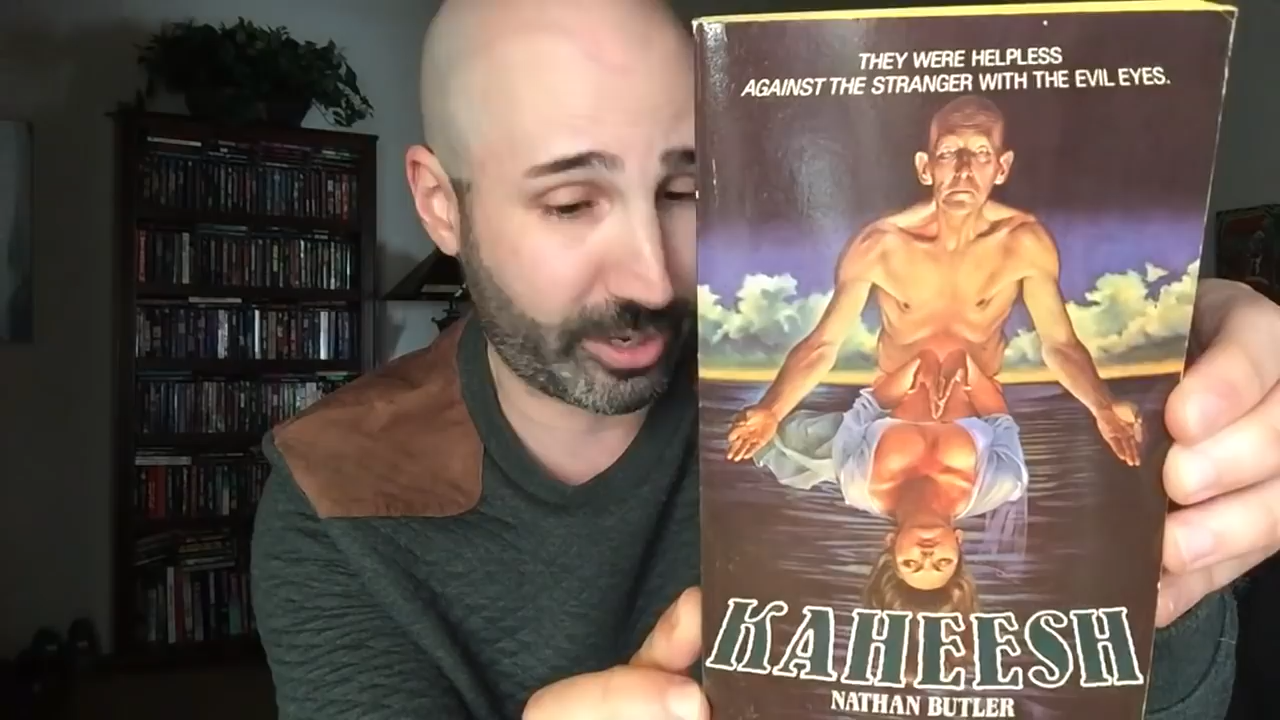 THEY WERE HELPLESS
AGAINST THE STRANGER WITH THE EVIL EYES.
KAHEESH
NATHAN BUTLER